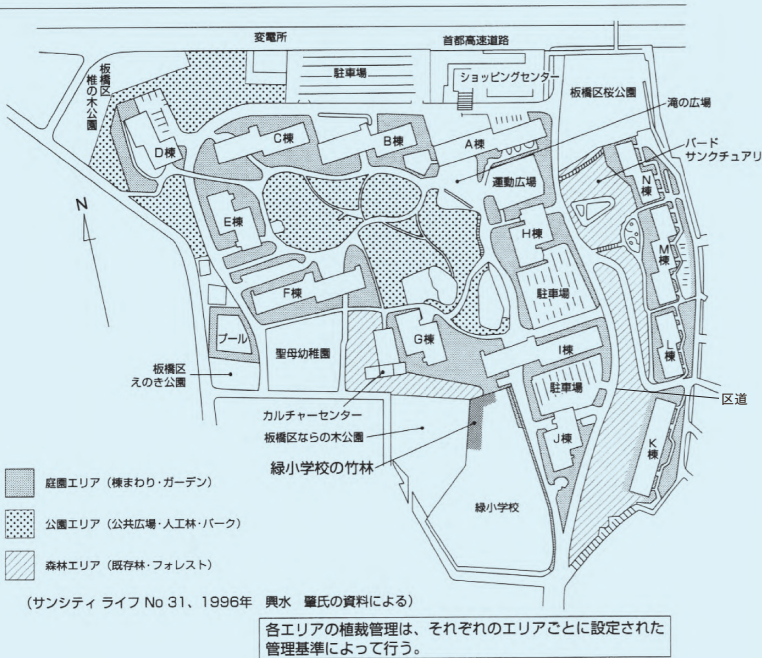 変電所
首都高速道路
板橋区
椎の木公園
駐車場
ショッピングセンター
板橋区桜公園
滝の広場
バード
サンクチュアリ
D棟
C棟
B棟
A棟
運動広場
N棟
N
E棟
H棟
M棟
F棟
駐車場
プール
聖母幼稚園
G棟
I棟
L棟
板橋区
えのき公園
駐車場
区道
カルチャーセンター
板橋区ならの木公園
J棟
K棟
緑小学校の竹林
緑小学校
庭園エリア(棟まわり・ガーデン)
公園エリア(公共広場・人工林・パーク)
森林エリア(既存林・フォレスト)
(サンシティ ライフ No 31、1996年 興水 肇氏の資料による)
各エリアの植裁管理は、それぞれのエリアごとに設定された
管理基準によって行う。